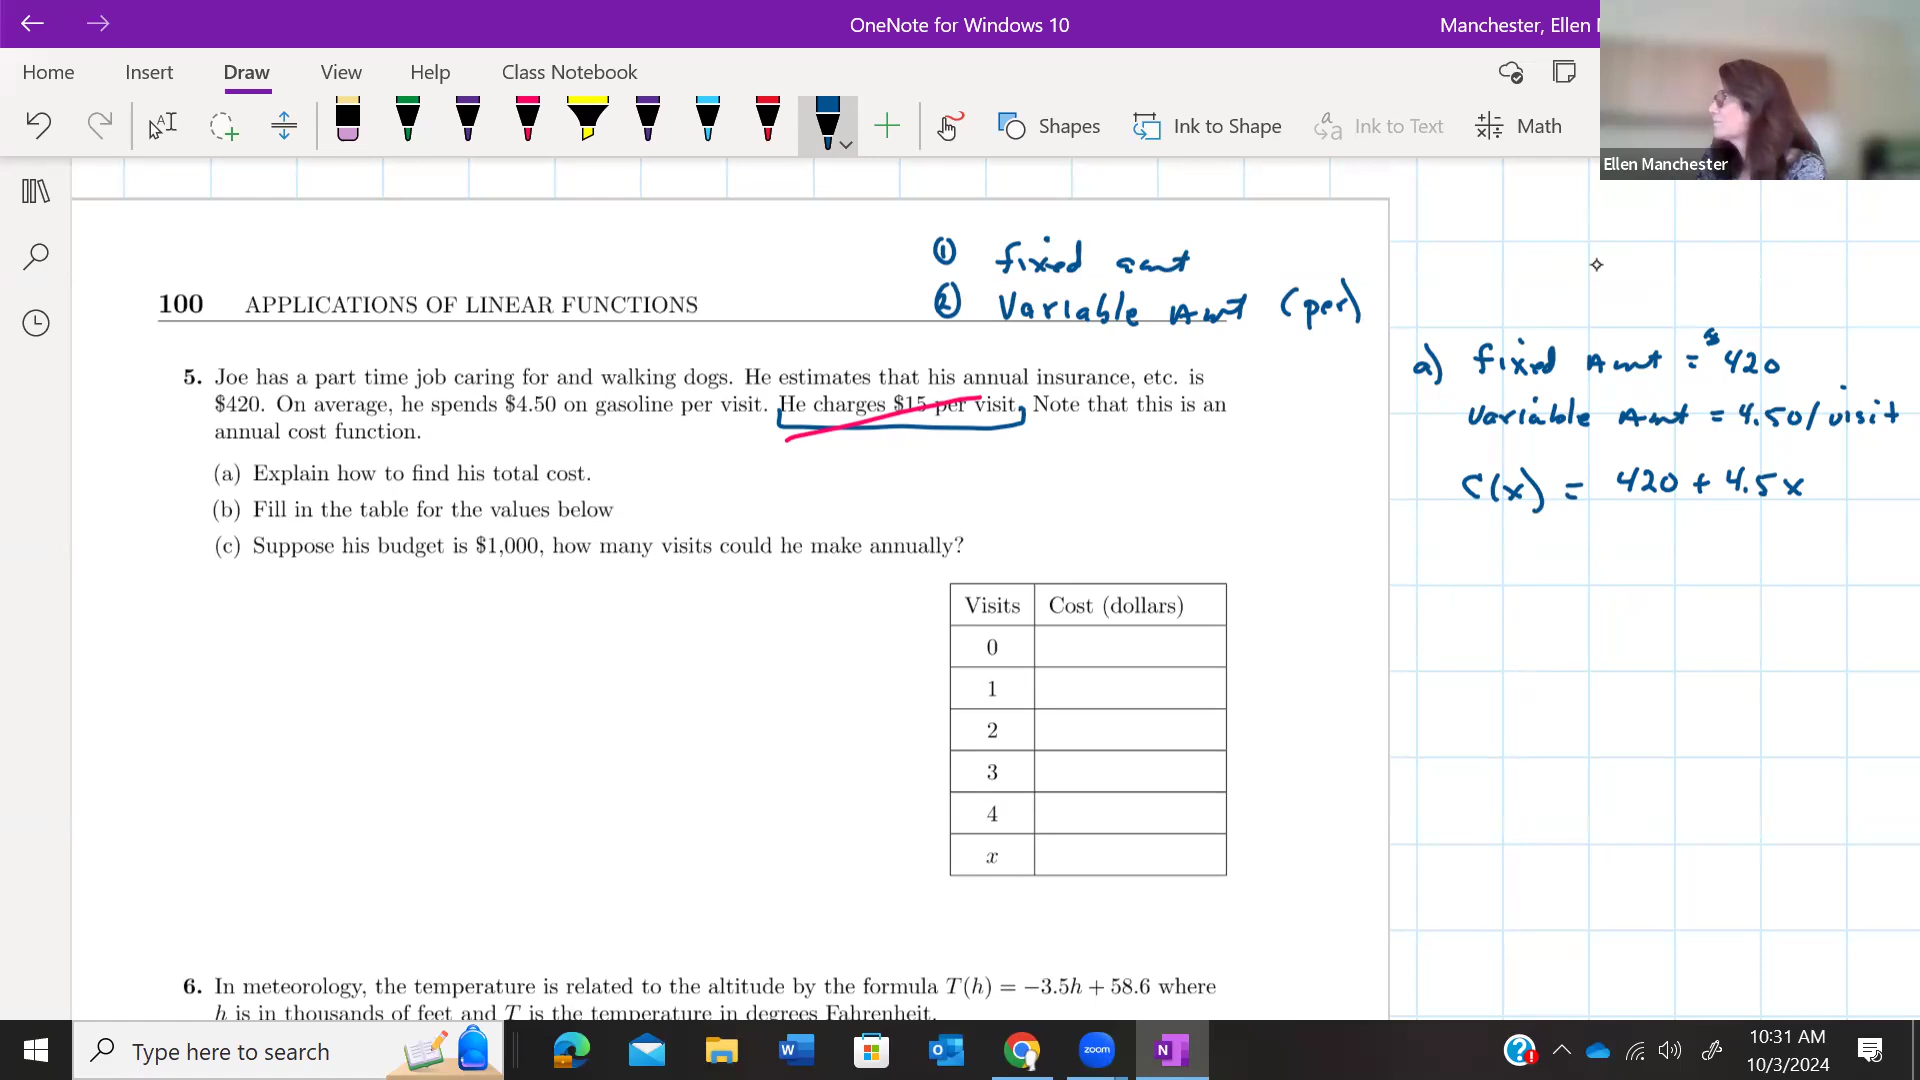 OneNote for Windows 10
Manchester, Ellen
Home Insert Draw View Help Class Notebook
Shapes Ink to Shape Ink to Text Math
Ellen Manchester
① fixed amt
② Variable Amt (per)
100 APPLICATIONS OF LINEAR FUNCTIONS
5. Joe has a part time job caring for and walking dogs. He estimates that his annual insurance, etc. is
$420. On average, he spends $4.50 on gasoline per visit. He charges $15 per visit. Note that this is an
annual cost function.
(a) Explain how to find his total cost.
(b) Fill in the table for the values below
(c) Suppose his budget is $1,000, how many visits could he make annually?
Visits Cost (dollars)
0
1
2
3
4
x
a) fixed Amt = $420
Variable Amt = 4.50/visit
C(x) = 420 + 4.5x
6. In meteorology, the temperature is related to the altitude by the formula T(h) = −3.5h + 58.6 where
h is in thousands of feet and T is the temperature in degrees Fahrenheit.
Type here to search
zoom
10:31 AM
10/3/2024